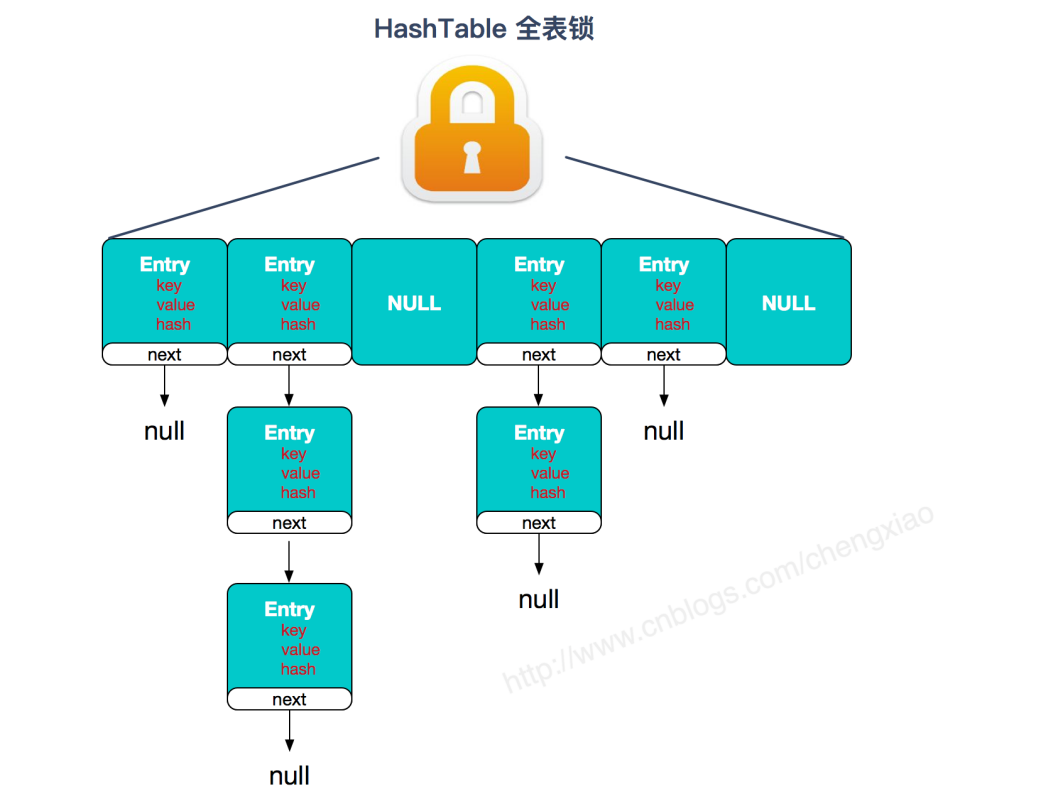 HashTable 全表锁
Entry
key
value
hash
next
Entry
key
value
hash
next
NULL
Entry
key
value
hash
next
Entry
key
value
hash
next
NULL
null
Entry
key
value
hash
next
Entry
key
value
hash
next
null
Entry
key
value
hash
next
null
null
http://www.cnblogs.com/chengxiao